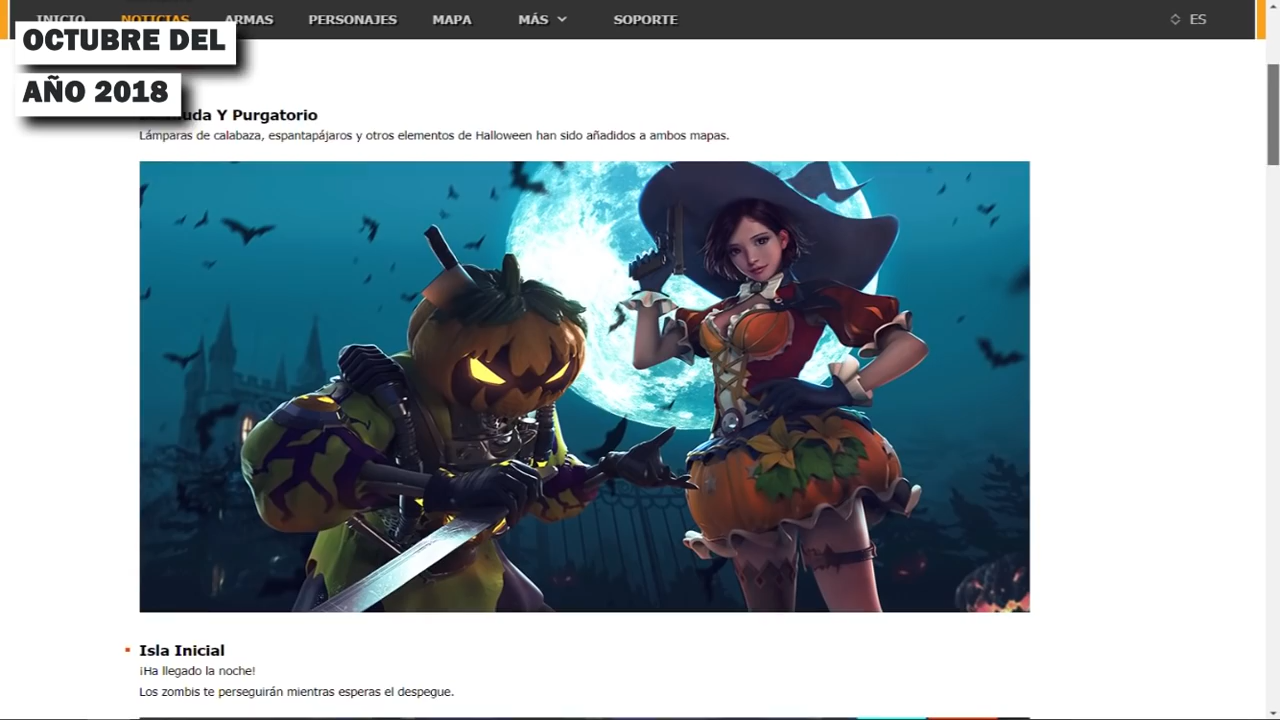 INICIO NOTICIAS ARMAS PERSONAJES MAPA MÁS SOPORTE ES
OCTUBRE DEL
AÑO 2018
Y Purgatorio
Lámparas de calabaza, espantapájaros y otros elementos de Halloween han sido añadidos a ambos mapas.
Isla Inicial
¡Ha llegado la noche!
Los zombis te perseguirán mientras esperas el despegue.